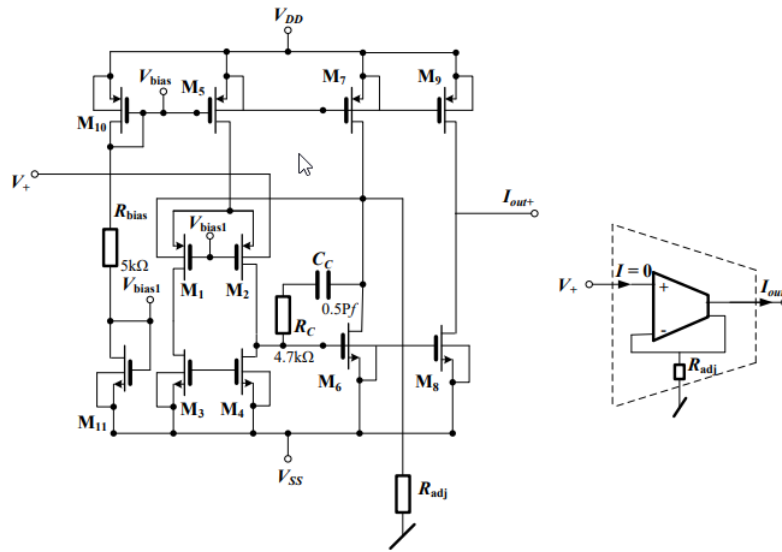 V_DD
V_bias
M_10
M_5
M_7
M_9
V_+
R_bias
5kΩ
V_bias1
V_bias1
M_1
M_2
C_C
0.5Pf
R_C
4.7kΩ
I_out+
M_11
M_3
M_4
M_6
M_8
V_SS
R_adj
V_+
I = 0
+
-
I_out
R_adj